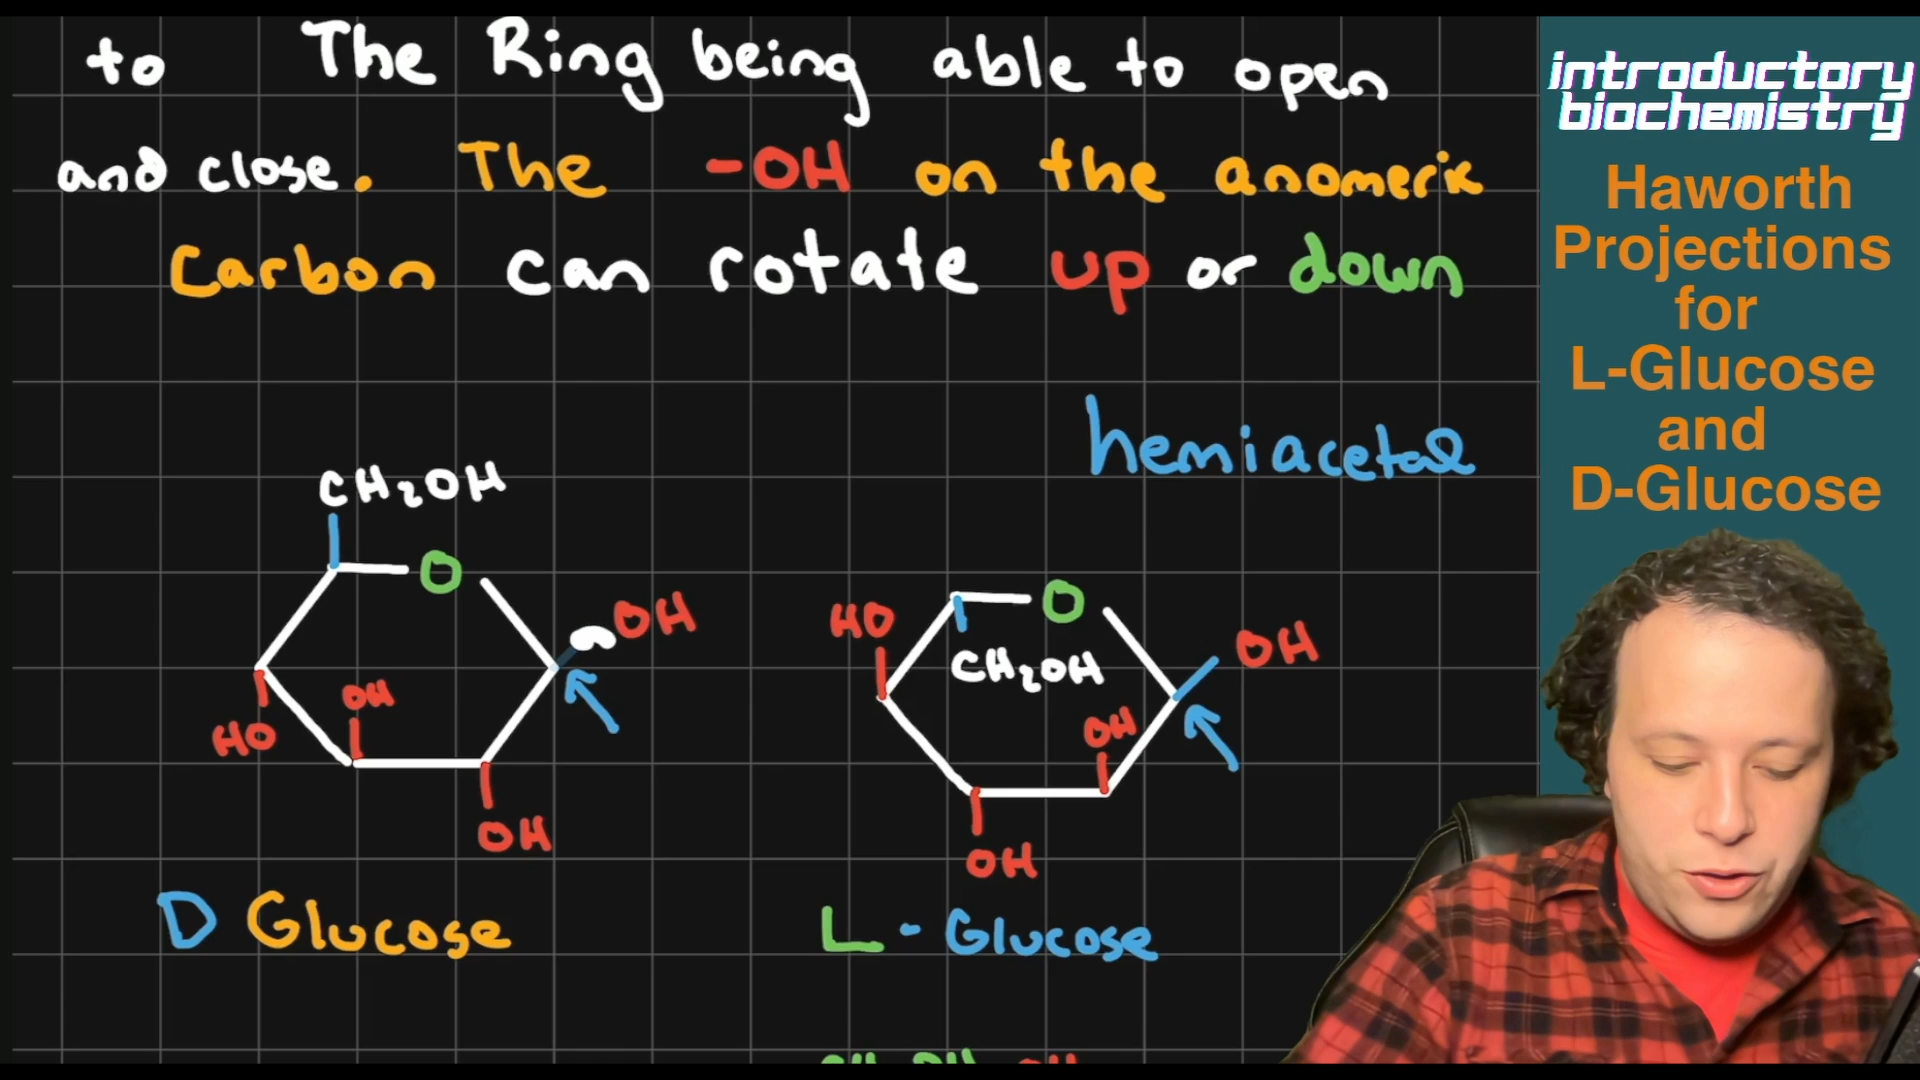 to The Ring being able to open
and close. The -OH on the anomeric
Carbon can rotate up or down
hemiacetal
CH2OH
O
OH
HO
OH
OH
D Glucose
HO
O
CH2OH
OH
OH
OH
L - Glucose
introductory
biochemistry
Haworth
Projections
for
L-Glucose
and
D-Glucose